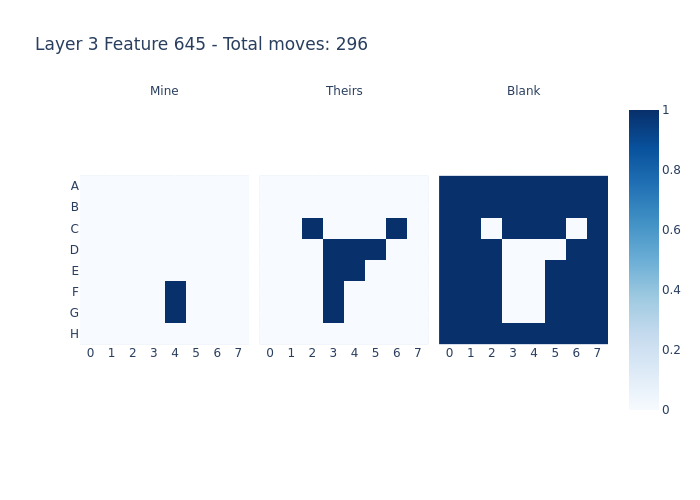 Layer 3 Feature 645 - Total moves: 296
Mine Theirs Blank
A
B
C
D
E
F
G
H
0 1 2 3 4 5 6 7 0 1 2 3 4 5 6 7 0 1 2 3 4 5 6 7
1
0.8
0.6
0.4
0.2
0